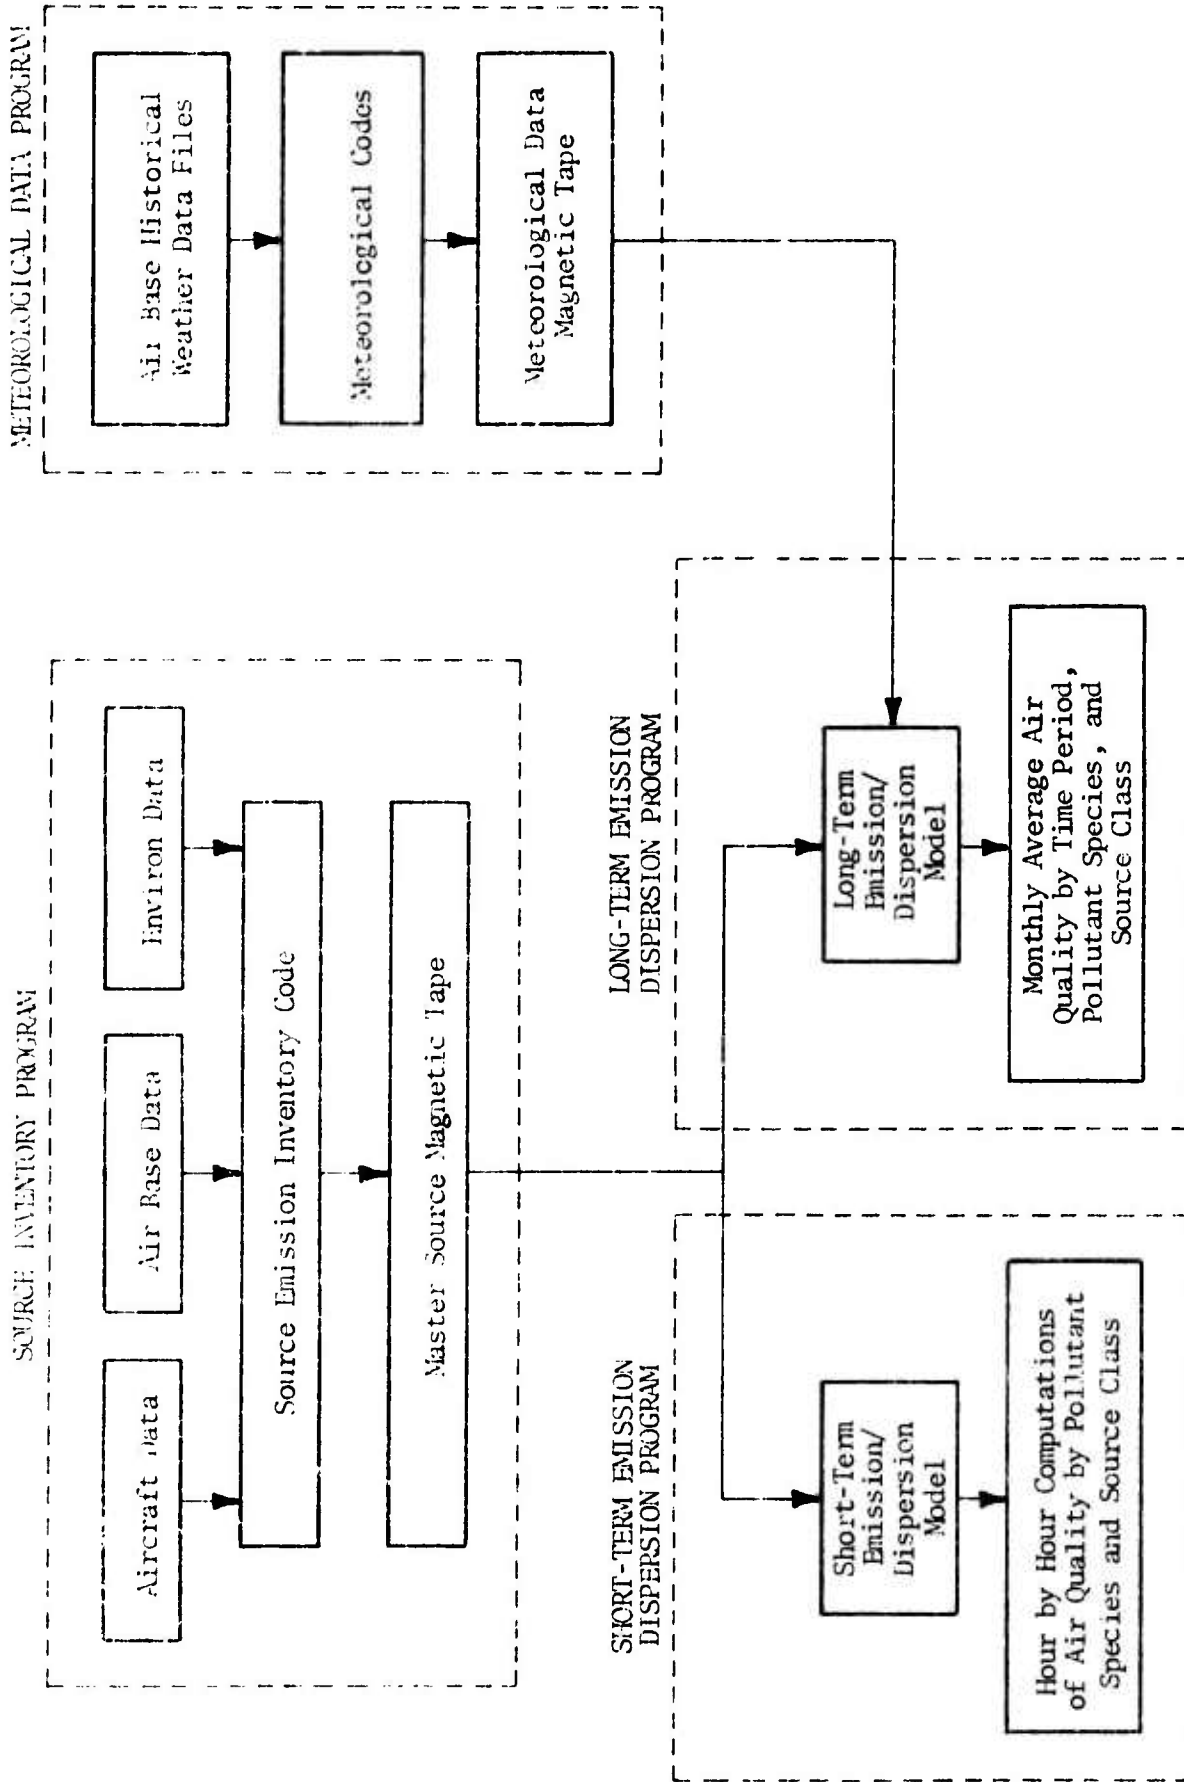 SOURCE INVENTORY PROGRAM
Aircraft Data
Air Base Data
Environ Data
Source Emission Inventory Code
Master Source Magnetic Tape
METEOROLOGICAL DATA PROGRAM
Air Base Historical
Weather Data Files
Meteorological Codes
Meteorological Data
Magnetic Tape
SHORT-TERM EMISSION
DISPERSION PROGRAM
Short-Term
Emission/
Dispersion
Model
Hour by Hour Computations
of Air Quality by Pollutant
Species and Source Class
LONG-TERM EMISSION
DISPERSION PROGRAM
Long-Term
Emission/
Dispersion
Model
Monthly Average Air
Quality by Time Period,
Pollutant Species, and
Source Class